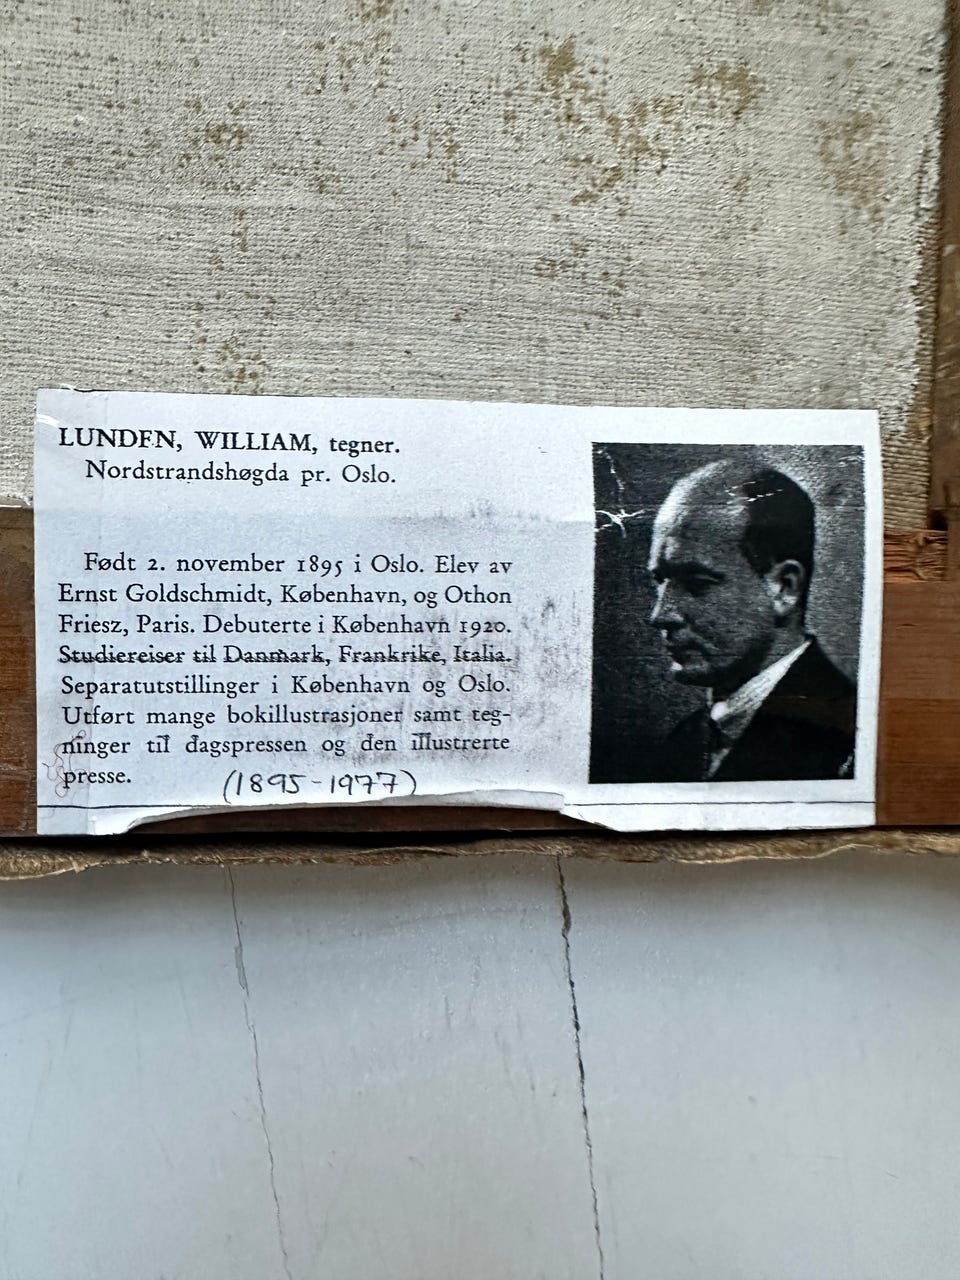 LUNDEN, WILLIAM, tegner.
Nordstrandshøgda pr. Oslo.
Født 2. november 1895 i Oslo. Elev av
Ernst Goldschmidt, København, og Othon
Friesz, Paris. Debuterte i København 1920.
Studiereiser til Danmark, Frankrike, Italia.
Separatutstillinger i København og Oslo.
Utført mange bokillustrasjoner samt teg-
ninger til dagspressen og den illustrerte
presse.
(1895-1977)